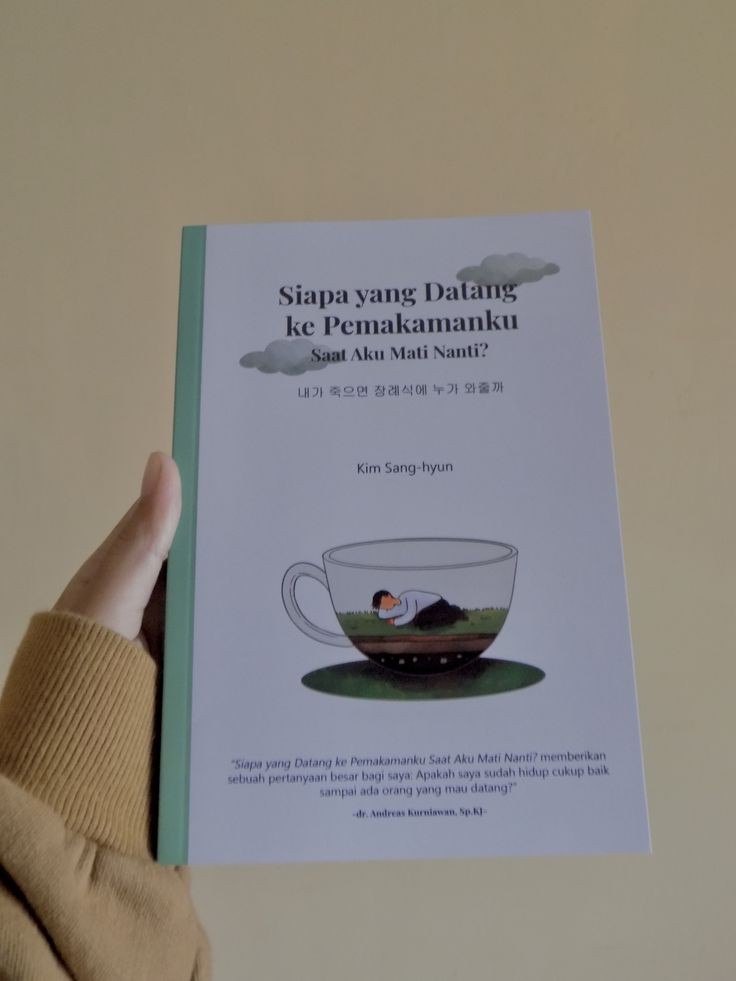 Siapa yang Datang
ke Pemakamanku
Saat Aku Mati Nanti?
내가 죽으면 장례식에 누가 와줄까
Kim Sang-hyun
"Siapa yang Datang ke Pemakamanku Saat Aku Mati Nanti? memberikan
sebuah pertanyaan besar bagi saya: Apakah saya sudah hidup cukup baik
sampai ada orang yang mau datang?"
-dr. Andreas Kurniawan, Sp.KJ-